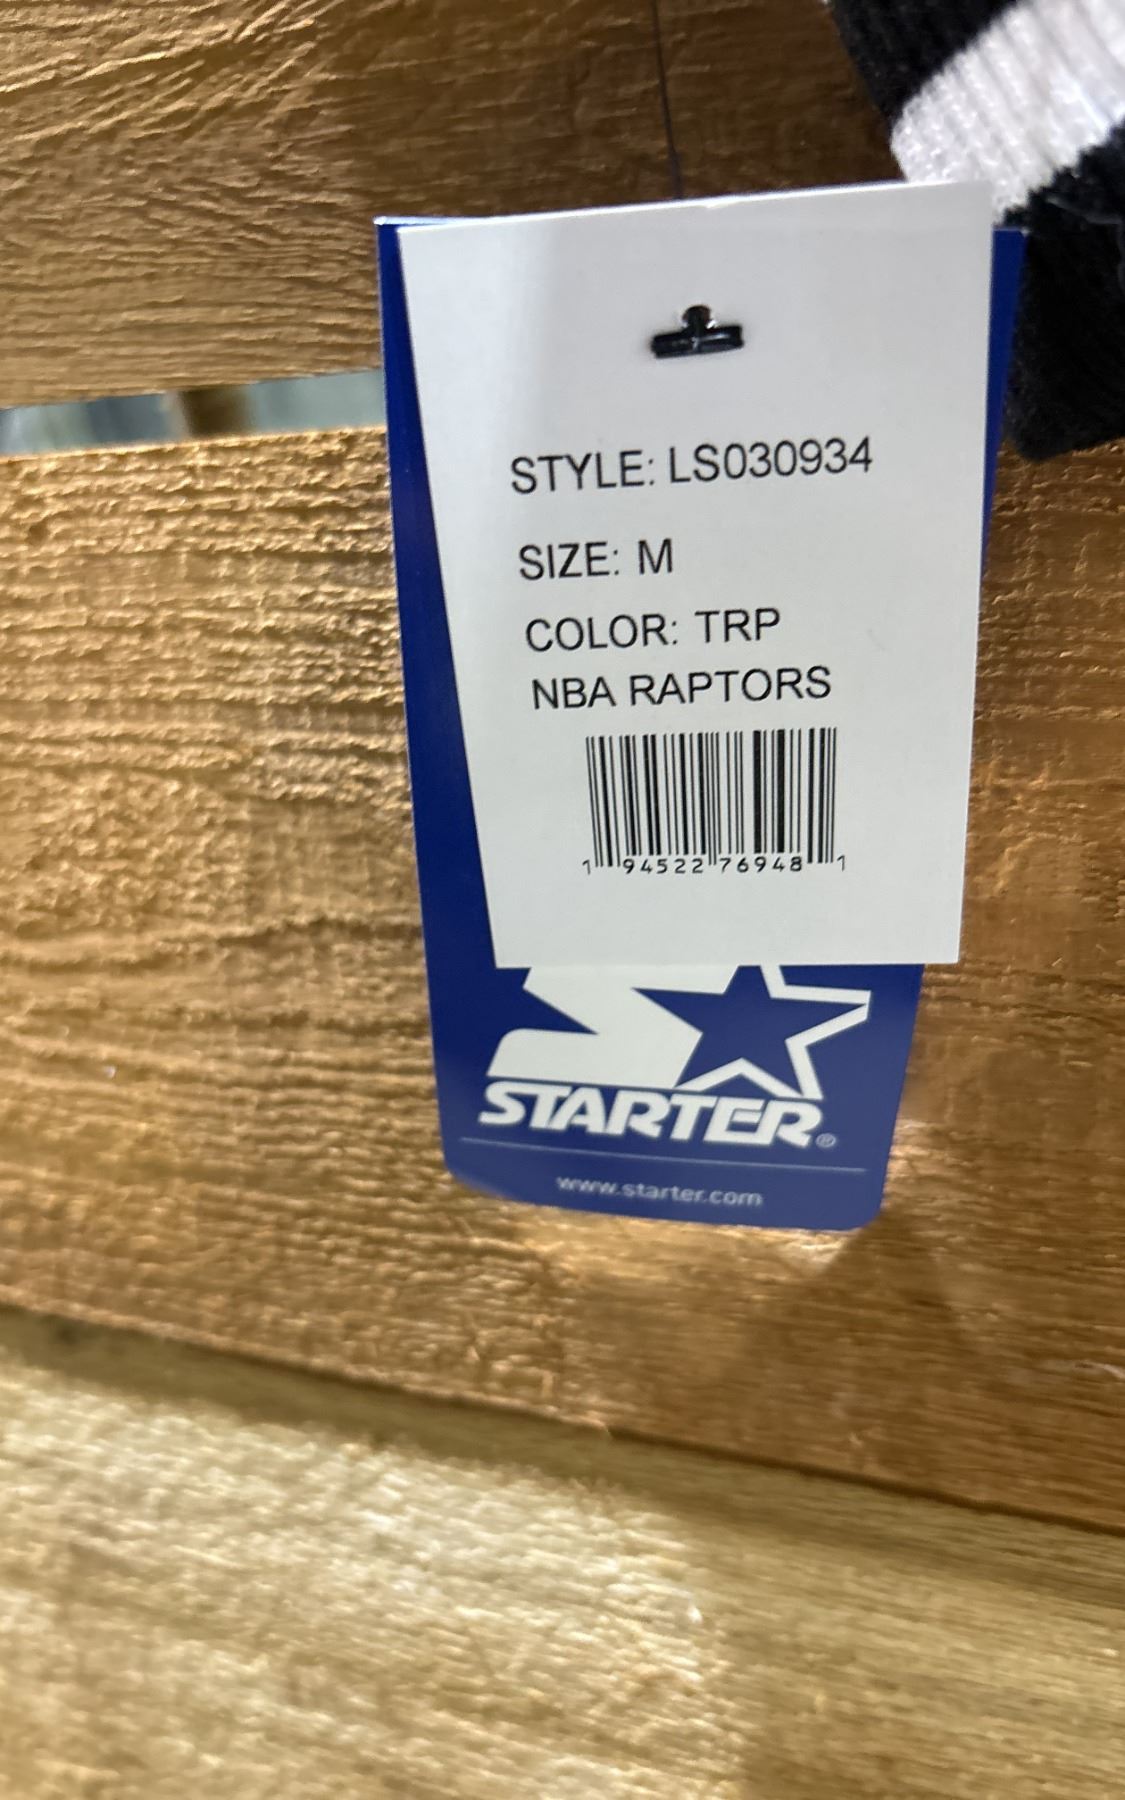 STYLE: LS030934
SIZE: M
COLOR: TRP
NBA RAPTORS
1 94522 76948 1
STARTER®
www.starter.com